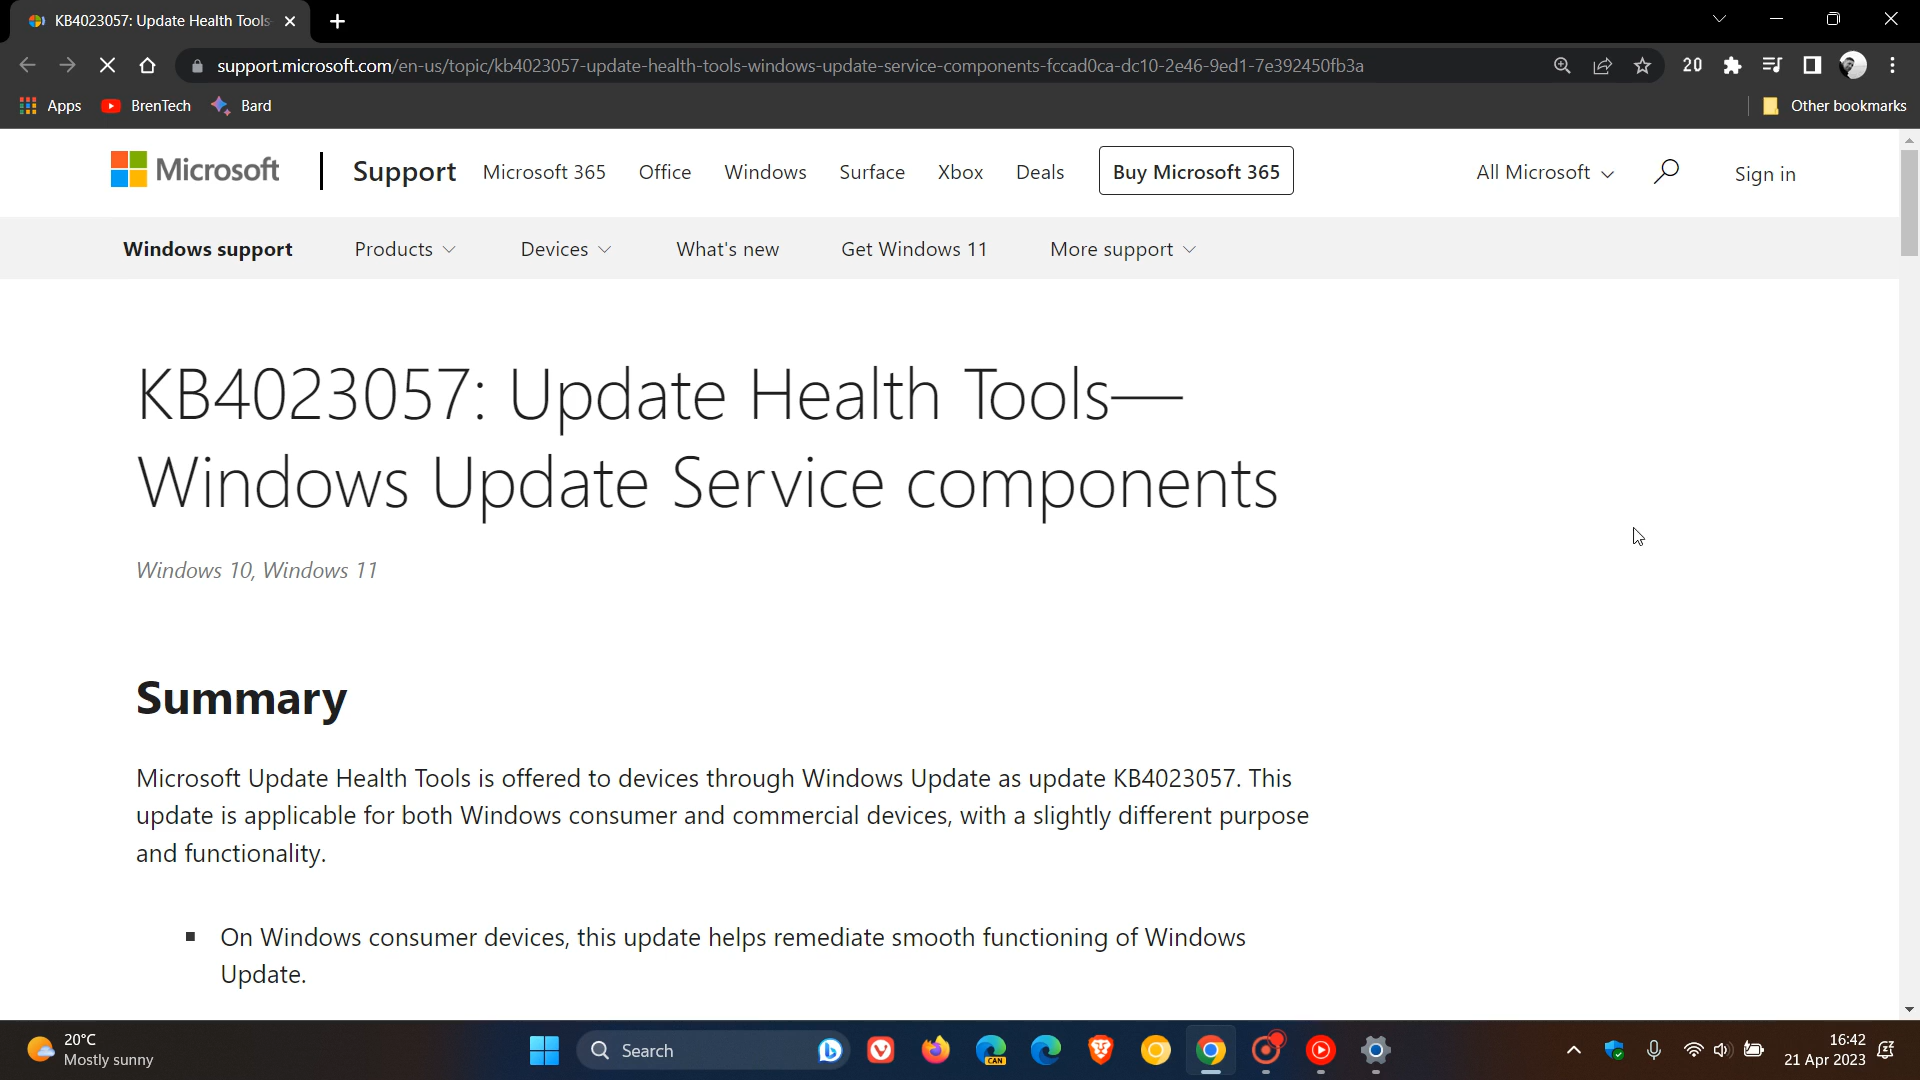 KB4023057: Update Health Tools-
support.microsoft.com/en-us/topic/kb4023057-update-health-tools-windows-update-service-components-fccad0ca-dc10-2e46-9ed1-7e392450fb3a
20
Apps BrenTech Bard Other bookmarks
Microsoft Support Microsoft 365 Office Windows Surface Xbox Deals Buy Microsoft 365 All Microsoft Sign in
Windows support Products Devices What's new Get Windows 11 More support
KB4023057: Update Health Tools—
Windows Update Service components
Windows 10, Windows 11
Summary
Microsoft Update Health Tools is offered to devices through Windows Update as update KB4023057. This
update is applicable for both Windows consumer and commercial devices, with a slightly different purpose
and functionality.
▪ On Windows consumer devices, this update helps remediate smooth functioning of Windows
Update.
20°C
Mostly sunny
Search
CAN
16:42
21 Apr 2023